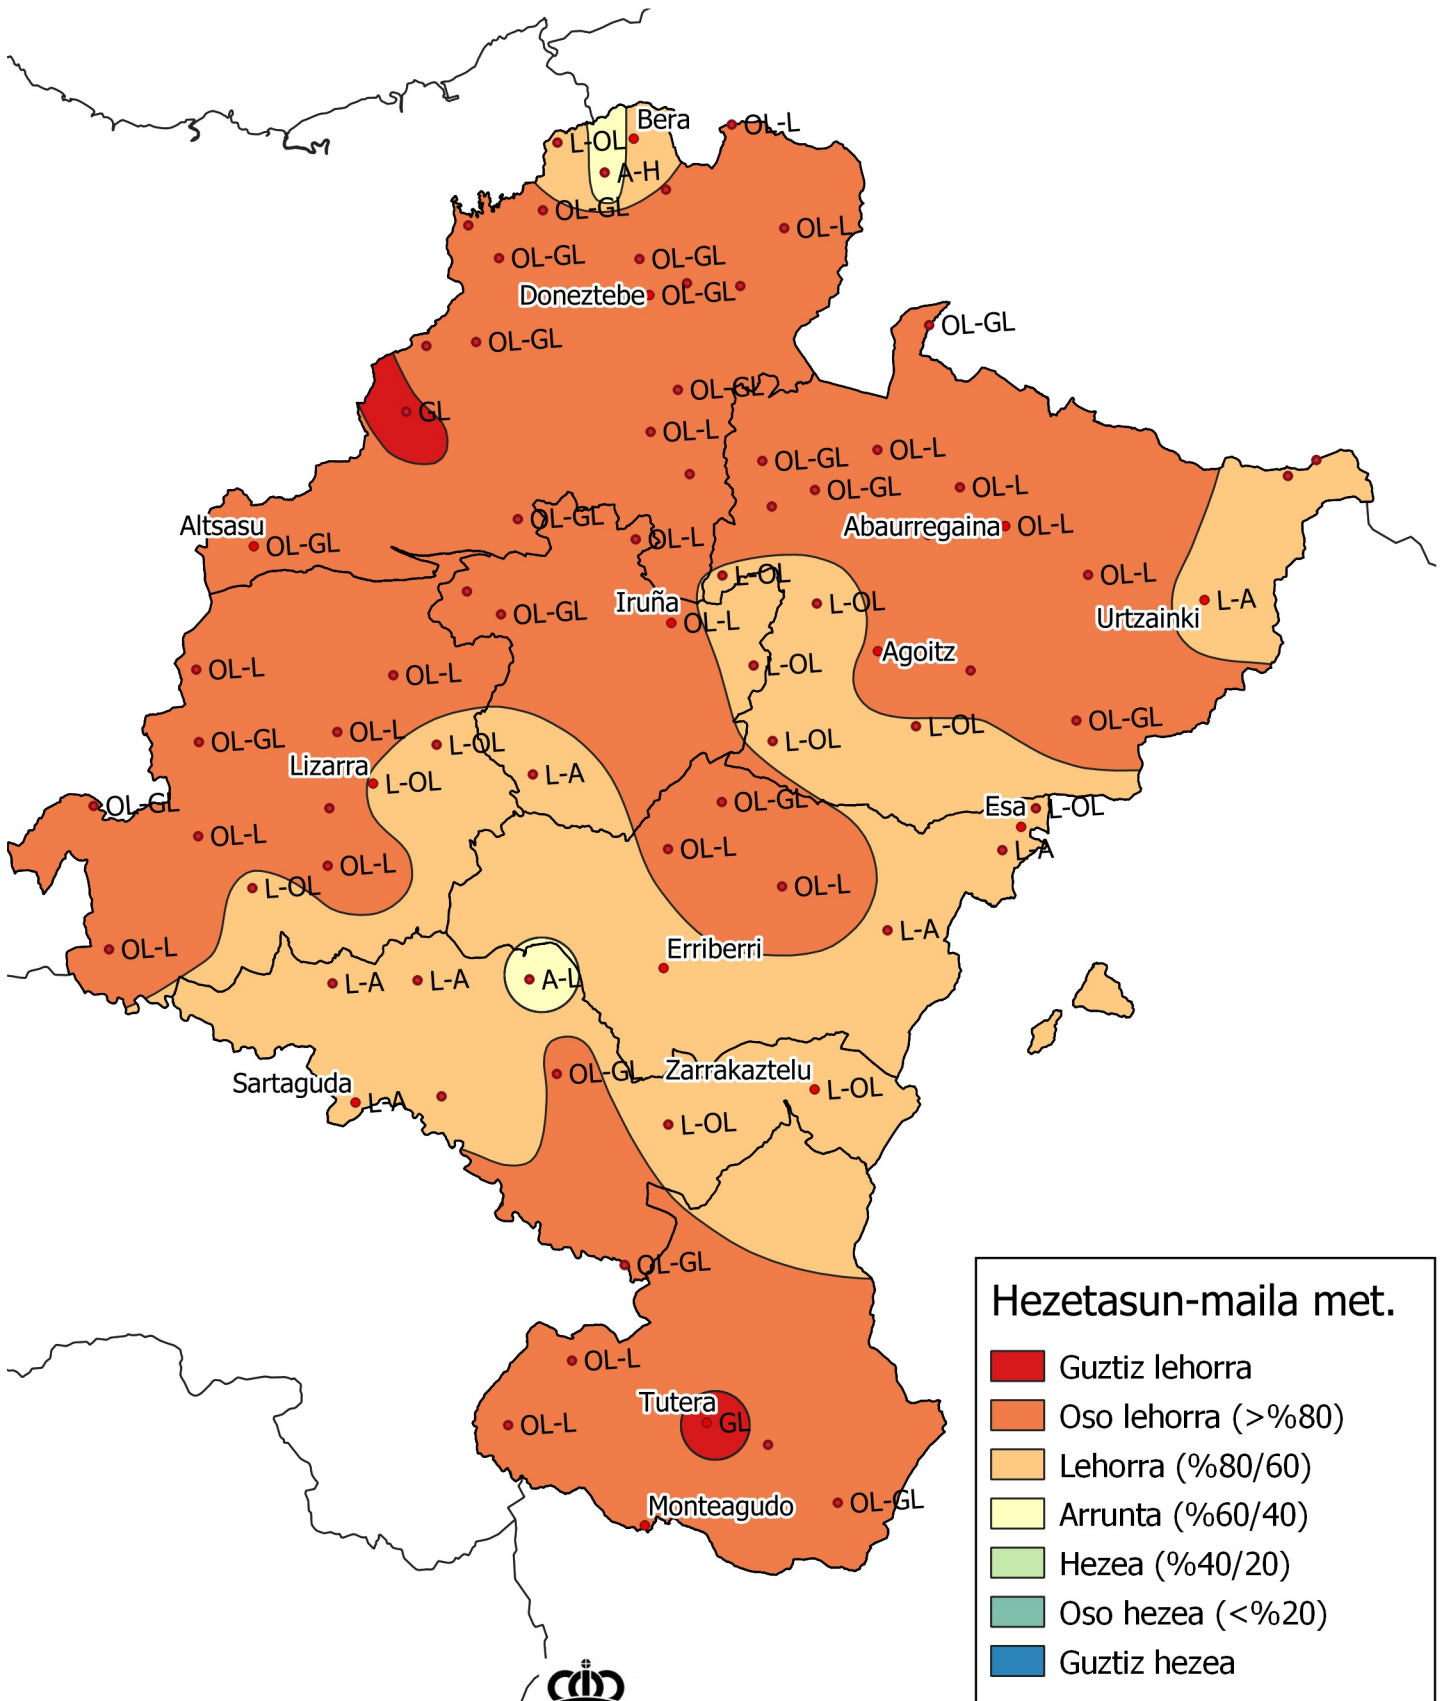 Bera
OL-L
L-OL
A-H
OL-GL
OL-L
OL-GL
OL-GL
Doneztebe
OL-GL
OL-GL
OL-GL
OL-GL
GL
OL-L
OL-L
OL-GL
OL-GL
OL-L
OL-GL
Altsasu
Abaurregaina
OL-L
OL-L
OL-GL
L-OL
OL-L
Iruña
L-OL
L-A
OL-GL
OL-L
Urtzainki
Agoitz
OL-L
OL-L
L-OL
OL-GL
OL-L
L-OL
OL-GL
L-OL
L-OL
Lizarra
L-OL
L-A
OL-GL
OL-GL
Esa
L-OL
OL-L
OL-L
L-A
OL-L
L-OL
OL-L
L-A
OL-L
Erriberri
L-A
L-A
A-L
Zarrakaztelu
OL-GL
Sartaguda
L-OL
L-A
L-OL
OL-GL
Hezetasun-maila met.
Guztiz lehorra
Oso lehorra (>%80)
Lehorra (%80/60)
Arrunta (%60/40)
Hezea (%40/20)
Oso hezea (<%20)
Guztiz hezea
OL-L
Tutera
GL
OL-L
Monteagudo
OL-GL